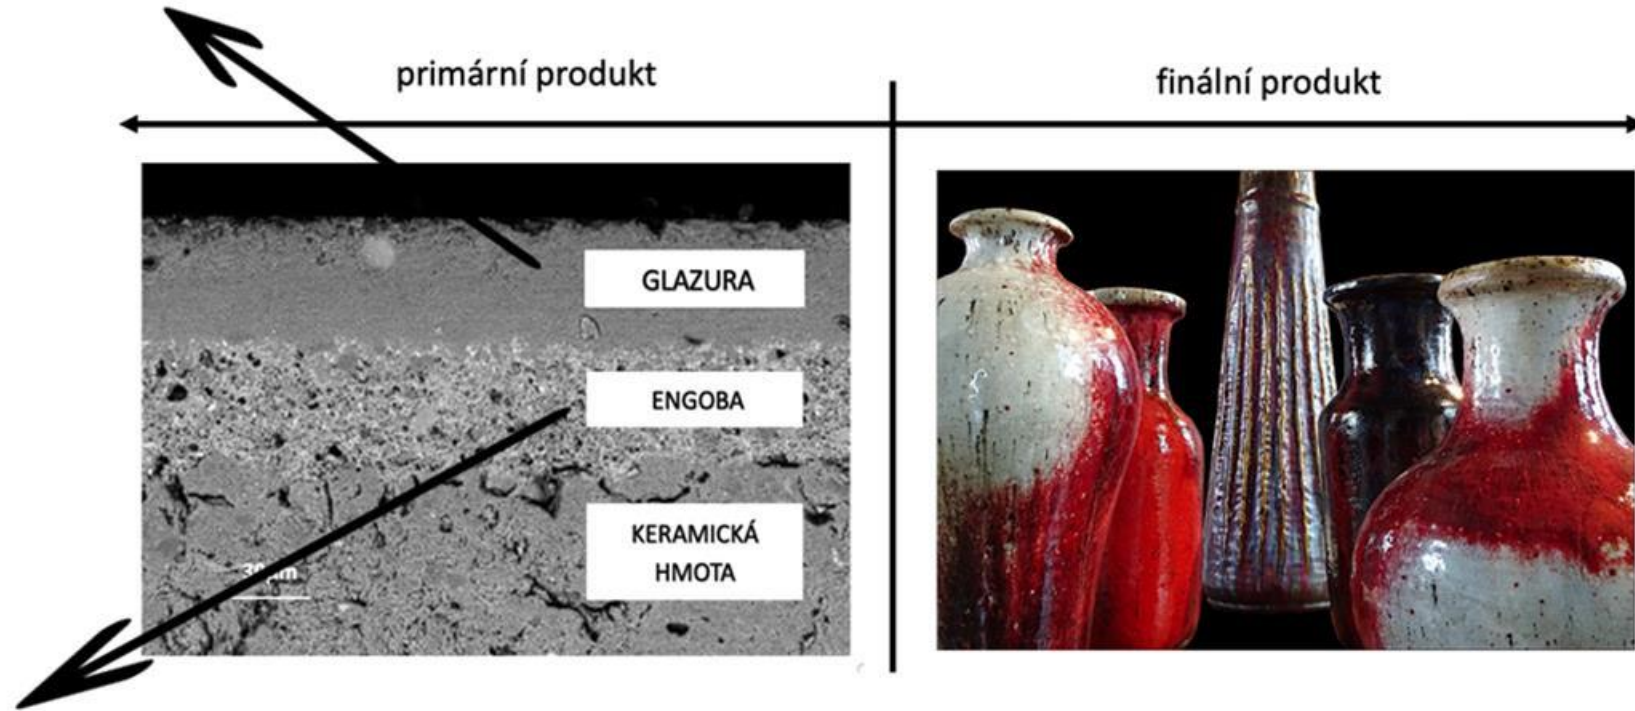 primární produkt
finální produkt
GLAZURA
ENGOBA
KERAMICKÁ
HMOTA